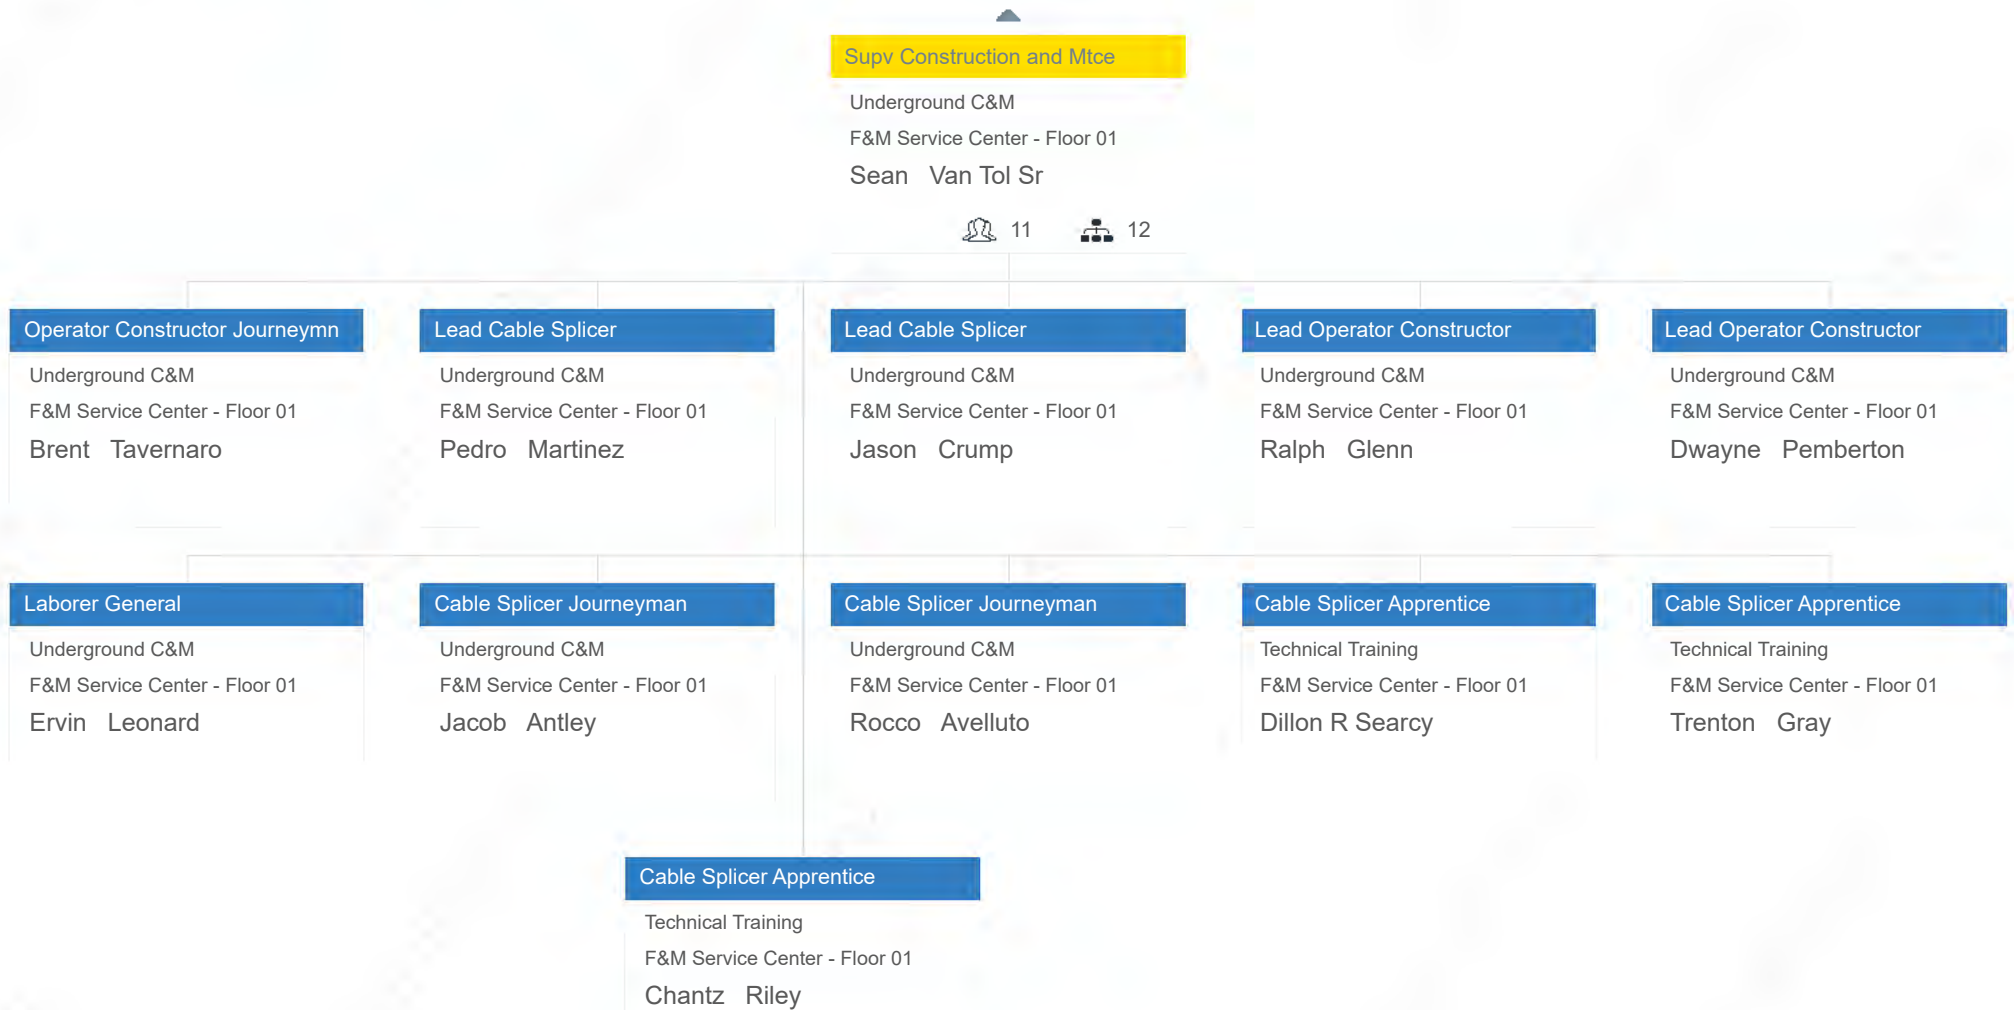 Supv Construction and Mtce
Underground C&M
F&M Service Center - Floor 01
Sean Van Tol Sr
11 12
Operator Constructor Journeymn
Underground C&M
F&M Service Center - Floor 01
Brent Tavernaro
Lead Cable Splicer
Underground C&M
F&M Service Center - Floor 01
Pedro Martinez
Lead Cable Splicer
Underground C&M
F&M Service Center - Floor 01
Jason Crump
Lead Operator Constructor
Underground C&M
F&M Service Center - Floor 01
Ralph Glenn
Lead Operator Constructor
Underground C&M
F&M Service Center - Floor 01
Dwayne Pemberton
Laborer General
Underground C&M
F&M Service Center - Floor 01
Ervin Leonard
Cable Splicer Journeyman
Underground C&M
F&M Service Center - Floor 01
Jacob Antley
Cable Splicer Journeyman
Underground C&M
F&M Service Center - Floor 01
Rocco Avelluto
Cable Splicer Apprentice
Technical Training
F&M Service Center - Floor 01
Dillon R Searcy
Cable Splicer Apprentice
Technical Training
F&M Service Center - Floor 01
Trenton Gray
Cable Splicer Apprentice
Technical Training
F&M Service Center - Floor 01
Chantz Riley